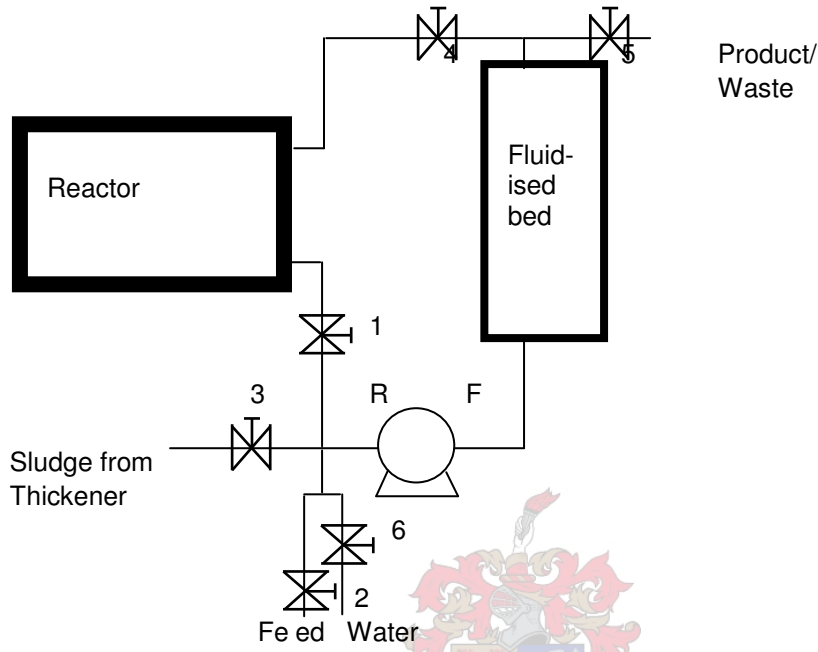 4
5
Product/
Waste
Reactor
Fluid-
ised
bed
1
3
R
F
Sludge from
Thickener
6
2
Fe ed
Water